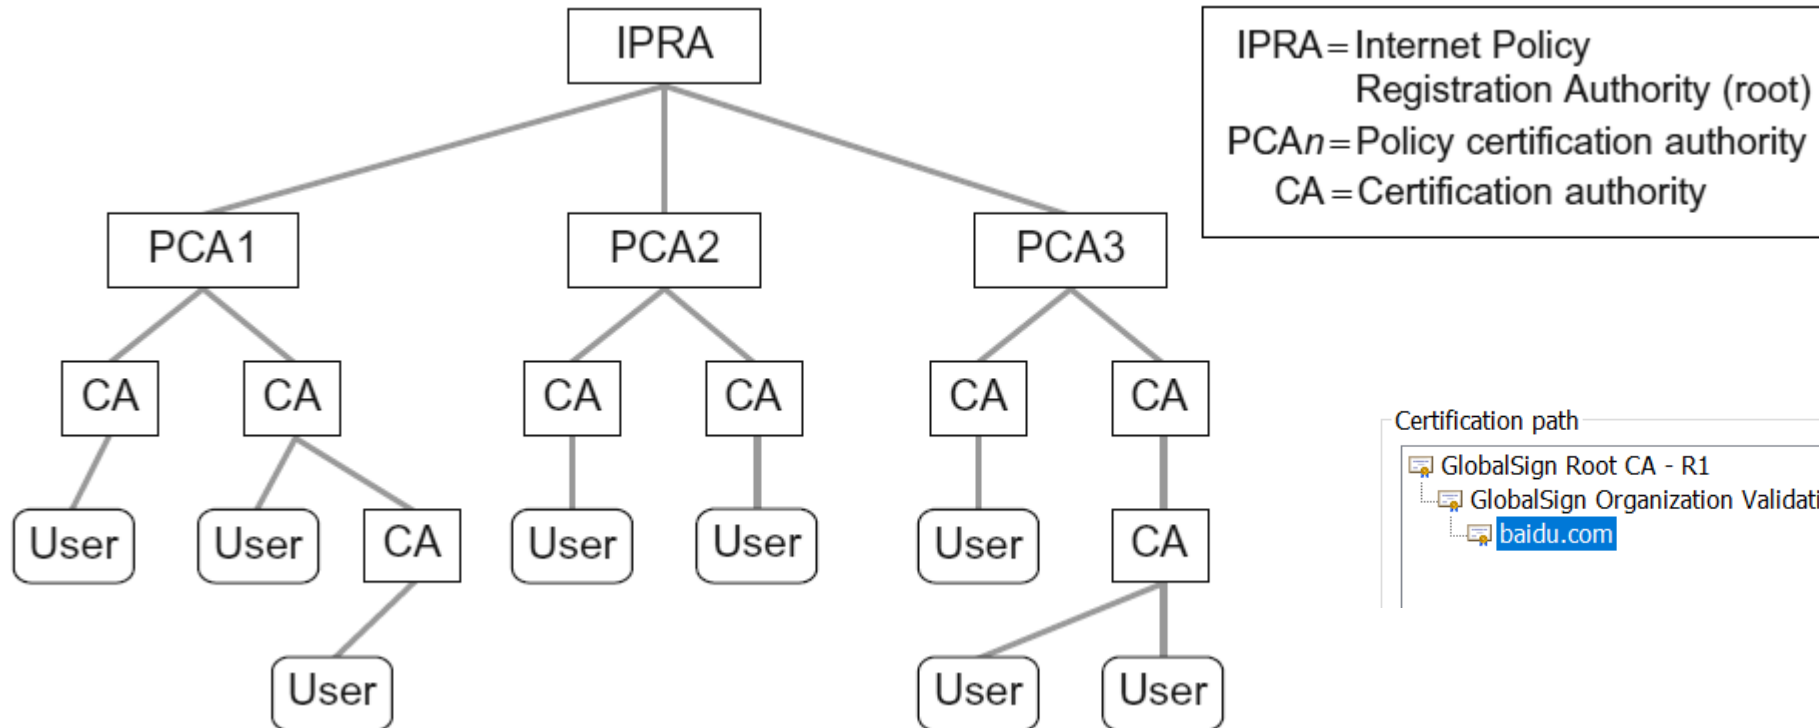 IPRA
IPRA = Internet Policy
Registration Authority (root)
PCAn = Policy certification authority
CA = Certification authority
PCA1
PCA2
PCA3
CA
CA
CA
CA
CA
CA
Certification path
GlobalSign Root CA - R1
GlobalSign Organization Validati
baidu.com
User
User
CA
User
User
User
CA
User
User
User